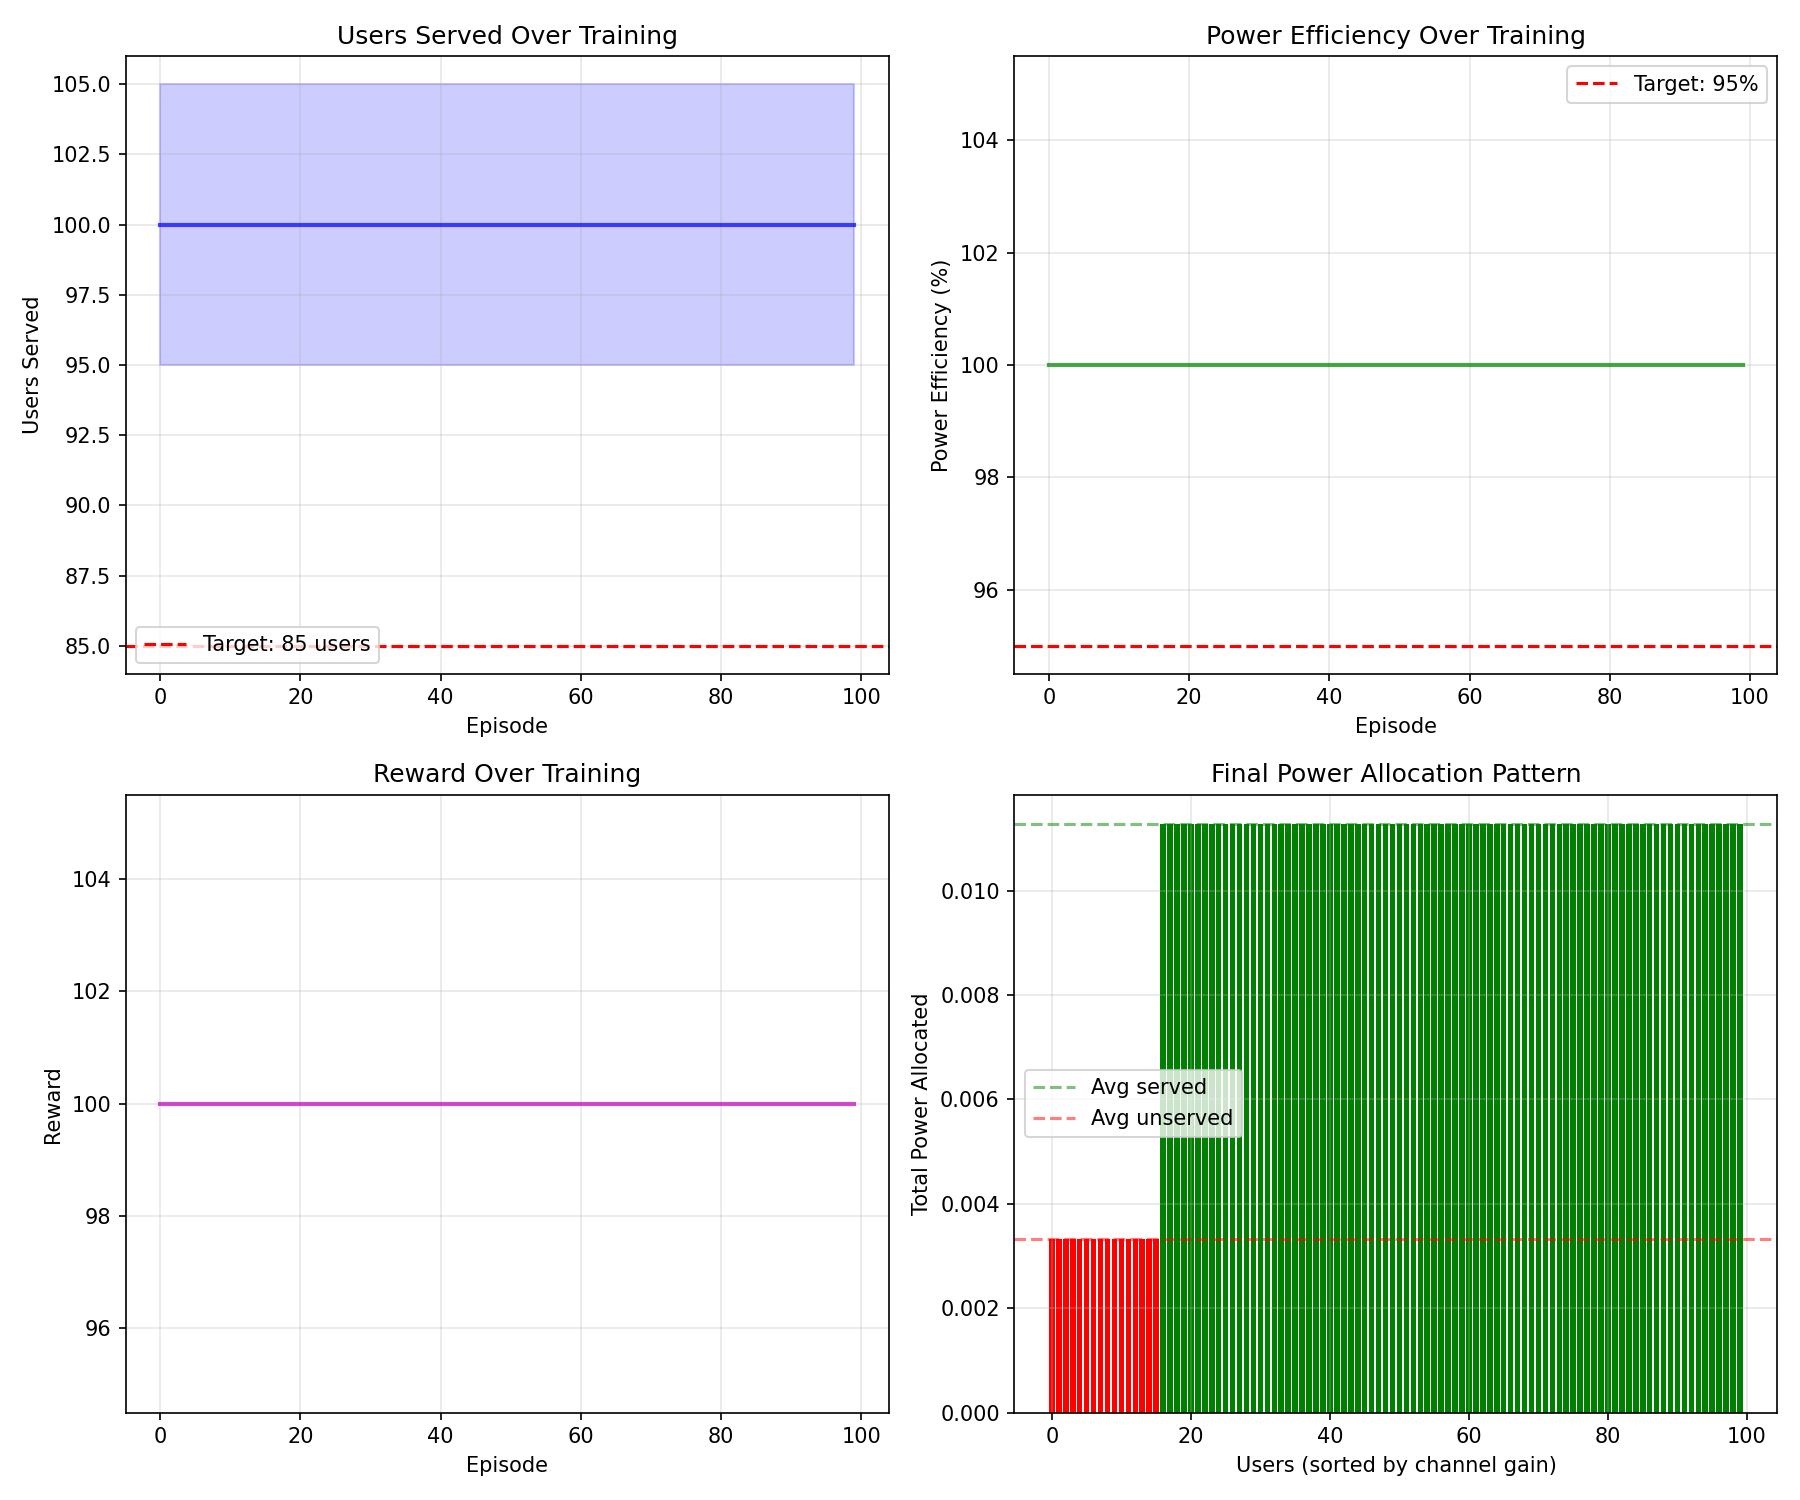 Users Served Over Training
105.0
102.5
100.0
97.5
95.0
92.5
90.0
87.5
85.0
Users Served
Target: 85 users
0 20 40 60 80 100
Episode
Power Efficiency Over Training
104
102
100
98
96
Power Efficiency (%)
Target: 95%
0 20 40 60 80 100
Episode
Reward Over Training
104
102
100
98
96
Reward
0 20 40 60 80 100
Episode
Final Power Allocation Pattern
0.010
0.008
0.006
0.004
0.002
0.000
Total Power Allocated
Avg served
Avg unserved
0 20 40 60 80 100
Users (sorted by channel gain)